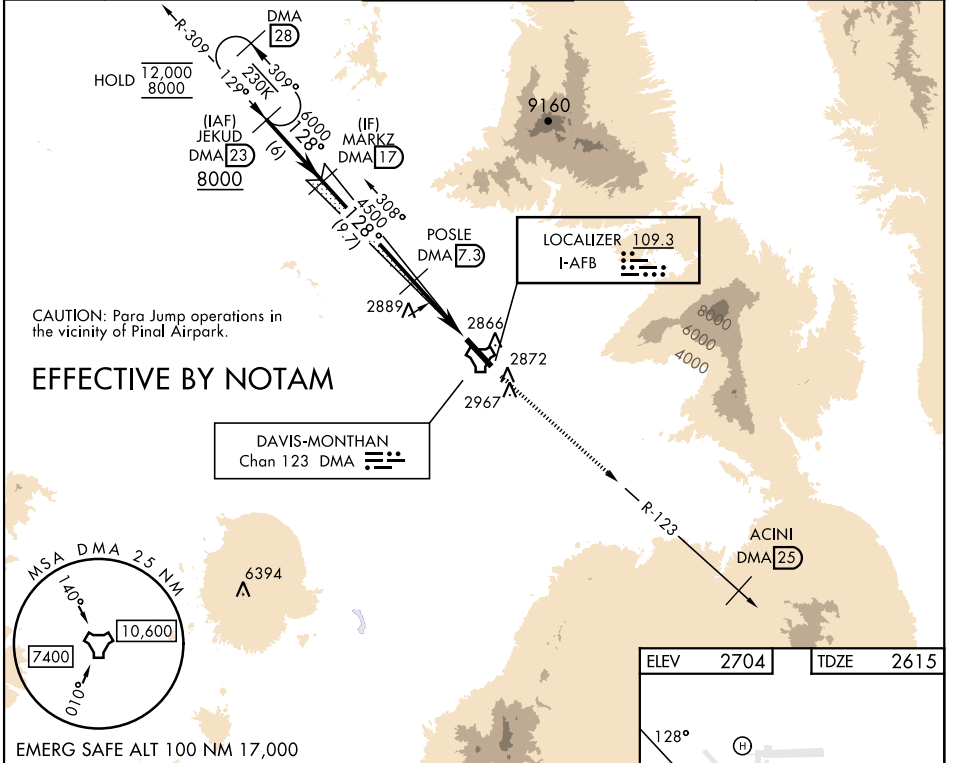 R-309
DMA
28
HOLD
12,000
8000
129°
230K
309°
(IAF)
JEKUD
DMA 23
8000
6000
128°
(6)
(IF)
MARKZ
DMA 17
9160
4500
128°
(9.7)
308°
POSLE
DMA 7.3
LOCALIZER 109.3
I-AFB
2889
2866
2872
2967
8000
6000
4000
CAUTION: Para Jump operations in
the vicinity of Pinal Airpark.
EFFECTIVE BY NOTAM
DAVIS-MONTHAN
Chan 123 DMA
R-123
ACINI
DMA 25
MSA DMA 25 NM
140°
10,600
7400
010°
6394
EMERG SAFE ALT 100 NM 17,000
ELEV 2704
TDZE 2615
128°
H